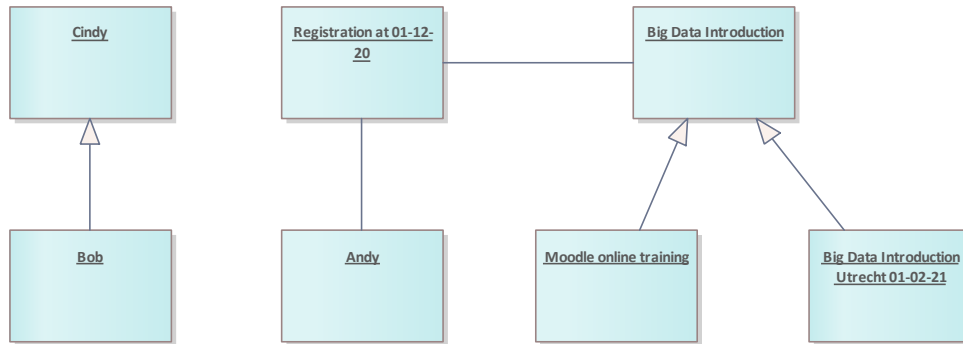 Cindy
Registration at 01-12-
20
Big Data Introduction
Bob
Andy
Moodle online training
Big Data Introduction
Utrecht 01-02-21